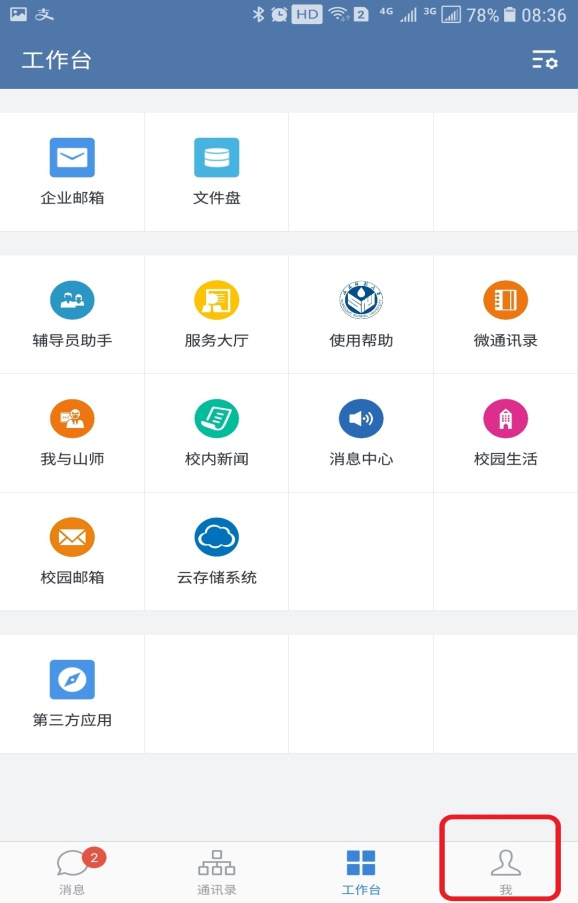 HD 2 4G 3G 78% 08:36
工作台
企业邮箱 文件盘
辅导员助手 服务大厅 使用帮助 微通讯录
我与山师 校内新闻 消息中心 校园生活
校园邮箱 云存储系统
第三方应用
2
消息 通讯录 工作台 我